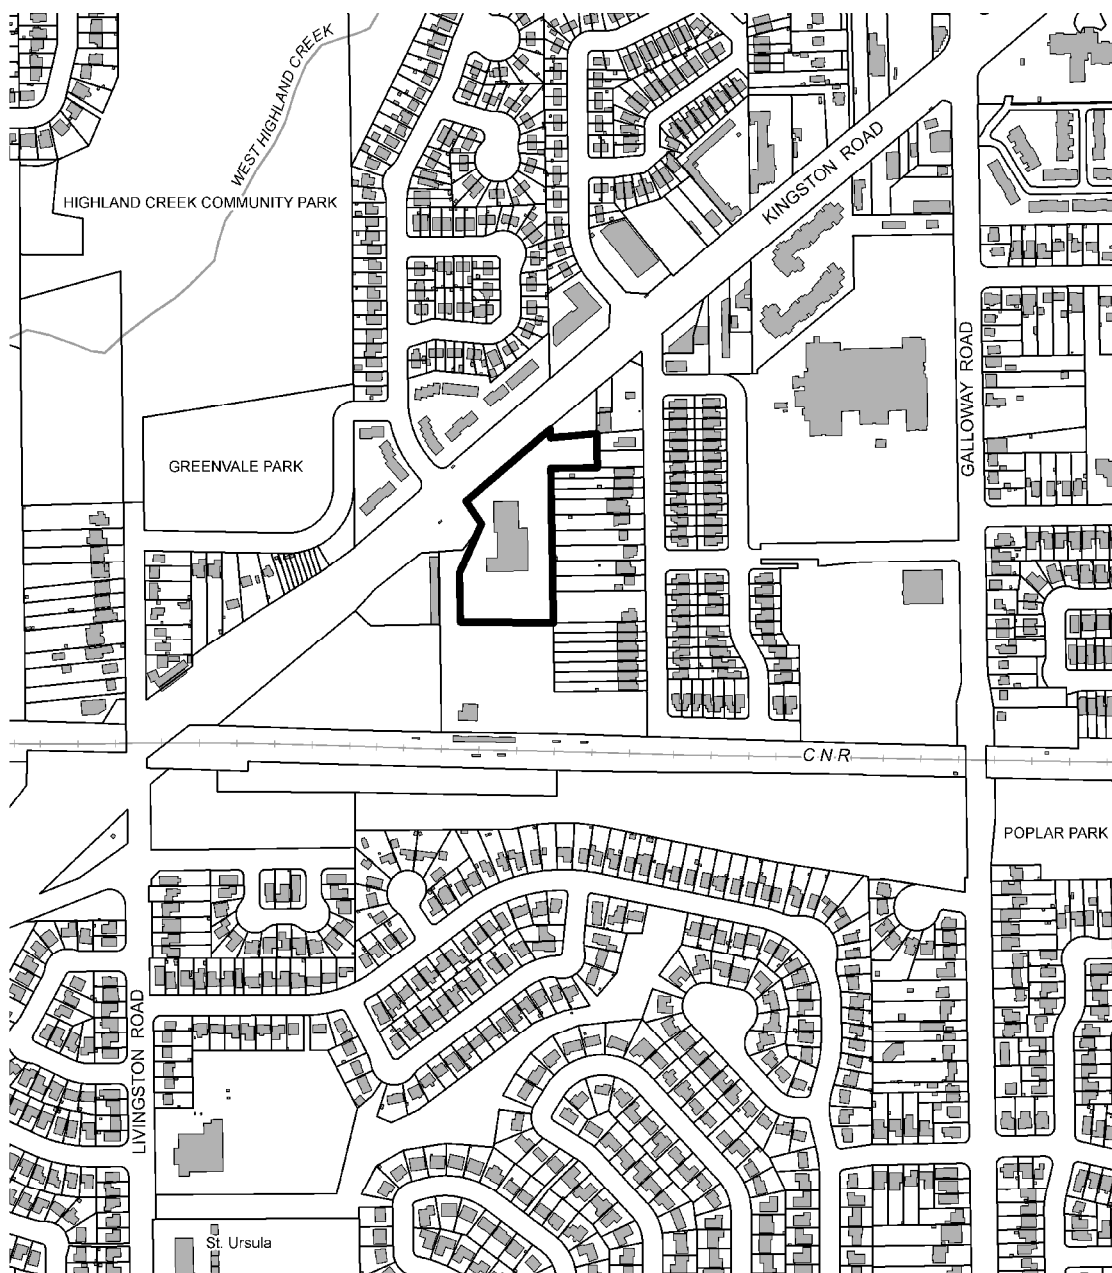 WEST HIGHLAND CREEK
HIGHLAND CREEK COMMUNITY PARK
KINGSTON ROAD
GALLOWAY ROAD
GREENVALE PARK
C N R
POPLAR PARK
LIVINGSTON ROAD
St. Ursula